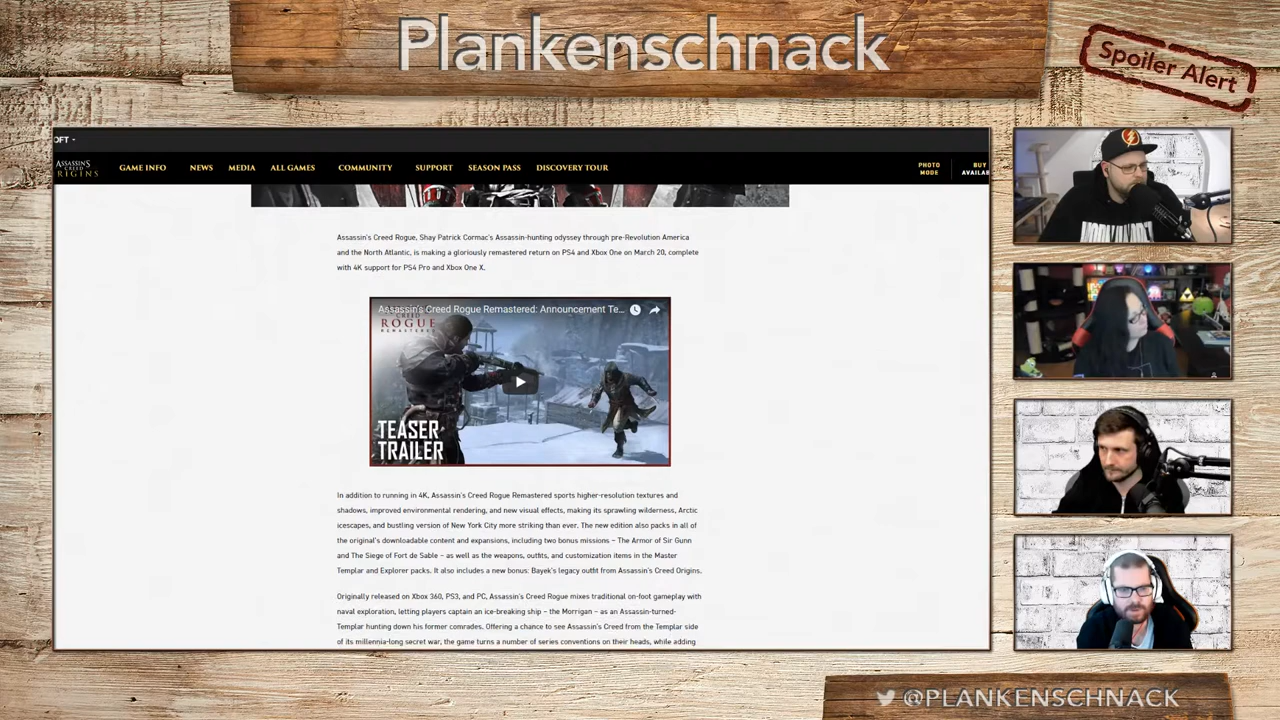 Plankenschnack
Spoiler Alert
OFT
ASSASSIN'S CREED ORIGINS
GAME INFO
NEWS
MEDIA
ALL GAMES
COMMUNITY
SUPPORT
SEASON PASS
DISCOVERY TOUR
PHOTO
MODE
BUY
AVAILAB
Assassin's Creed Rogue, Shay Patrick Cormac's Assassin-hunting odyssey through pre-Revolution America
and the North Atlantic, is making a gloriously remastered return on PS4 and Xbox One on March 20, complete
with 4K support for PS4 Pro and Xbox One X.
Assassin's Creed Rogue Remastered: Announcement Te...
ROGUE
REMASTERED
TEASER
TRAILER
In addition to running in 4K, Assassin's Creed Rogue Remastered sports higher-resolution textures and
shadows, improved environmental rendering, and new visual effects, making its sprawling wilderness, Arctic
icescapes, and bustling version of New York City more striking than ever. The new edition also packs in all of
the original's downloadable content and expansions, including two bonus missions – The Armor of Sir Gunn
and The Siege of Fort de Sable – as well as the weapons, outfits, and customization items in the Master
Templar and Explorer packs. It also includes a new bonus: Bayek's legacy outfit from Assassin's Creed Origins.
Originally released on Xbox 360, PS3, and PC, Assassin's Creed Rogue mixes traditional on-foot gameplay with
naval exploration, letting players captain an ice-breaking ship – the Morrigan – as an Assassin-turned-
Templar hunting down his former comrades. Offering a chance to see Assassin's Creed from the Templar side
of its millennia-long secret war, the game turns a number of series conventions on their heads, while adding
@PLANKENSCHNACK